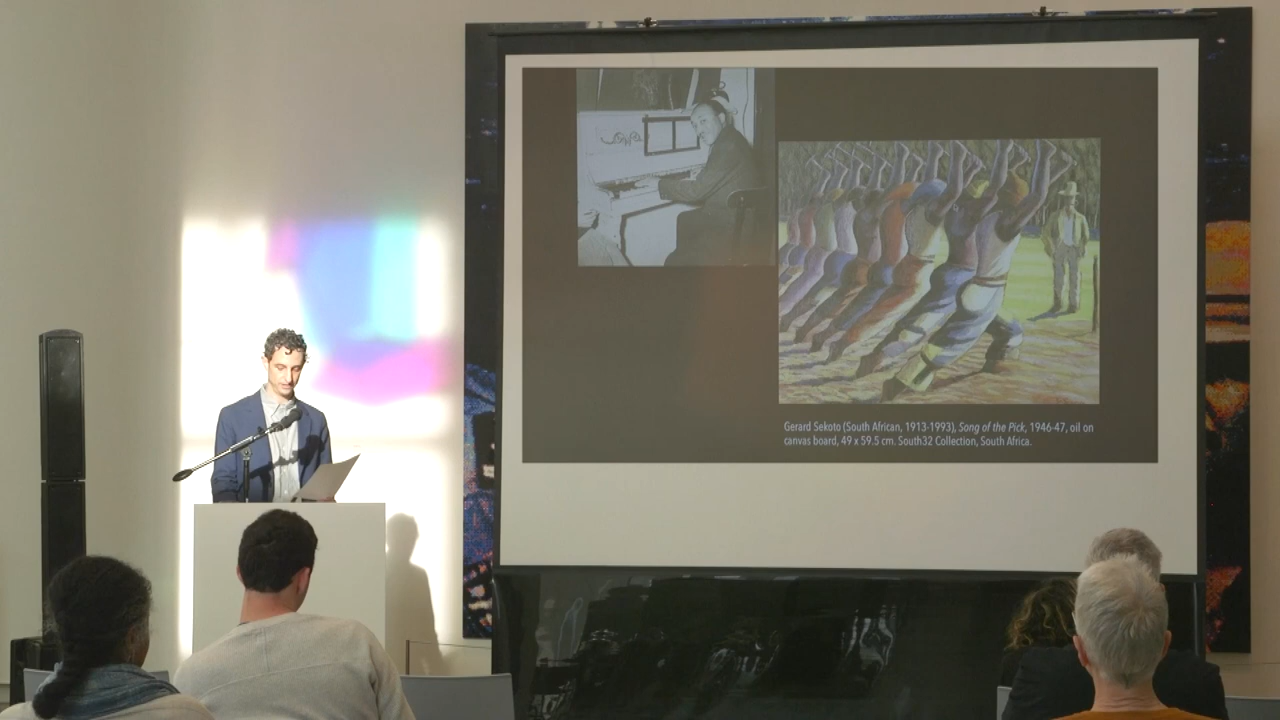 Gerard Sekoto (South African, 1913-1993), Song of the Pick, 1946-47, oil on
canvas board, 49 x 59.5 cm. South32 Collection, South Africa.